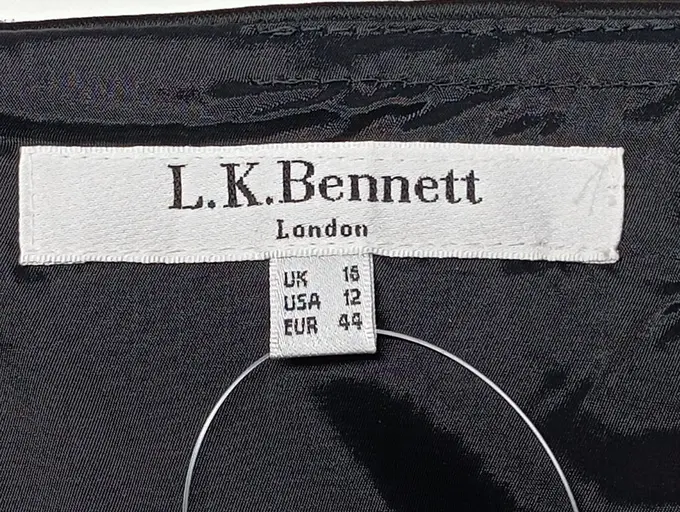 L.K.Bennett
London
UK 16
USA 12
EUR 44